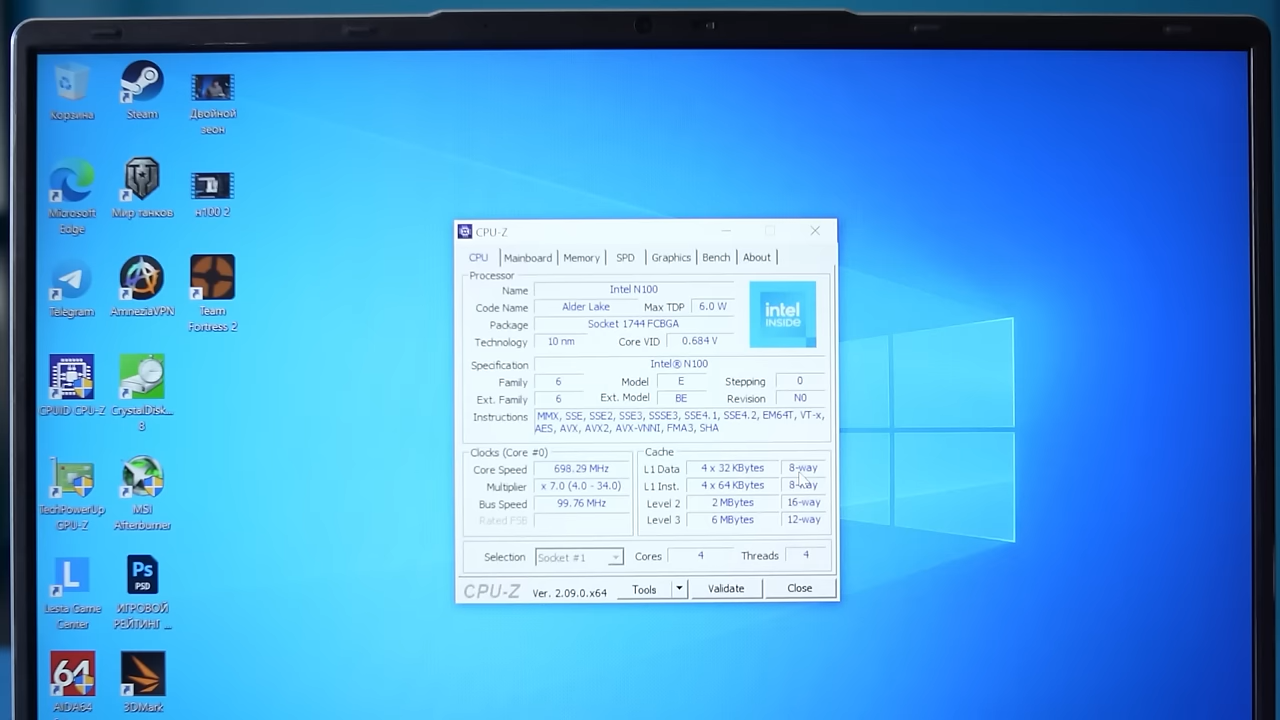 Корзина
Steam
Двойной
зеон
Microsoft
Edge
Мир танков
н100 2
Telegram
AmneziaVPN
Team
Fortress 2
CPUID CPU-Z
CrystalDisk...
8
TechPowerUp
GPU-Z
MSI
Afterburner
L
Lesta Game
Center
Ps
PSD
ИГРОВОЙ
РЕЙТИНГ ...
64
AIDA64
3DMark
CPU-Z
CPU
Mainboard
Memory
SPD
Graphics
Bench
About
Processor
Name Intel N100
Code Name Alder Lake Max TDP 6.0 W
Package Socket 1744 FCBGA
Technology 10 nm Core VID 0.684 V
intel
INSIDE
Specification Intel® N100
Family 6 Model E Stepping 0
Ext. Family 6 Ext. Model BE Revision N0
Instructions MMX, SSE, SSE2, SSE3, SSSE3, SSE4.1, SSE4.2, EM64T, VT-x,
AES, AVX, AVX2, AVX-VNNI, FMA3, SHA
Clocks (Core #0)
Core Speed 698.29 MHz
Multiplier x 7.0 (4.0 - 34.0)
Bus Speed 99.76 MHz
Rated FSB
Cache
L1 Data 4 x 32 KBytes 8-way
L1 Inst. 4 x 64 KBytes 8-way
Level 2 2 MBytes 16-way
Level 3 6 MBytes 12-way
Selection Socket #1 Cores 4 Threads 4
CPU-Z Ver. 2.09.0.x64 Tools Validate Close